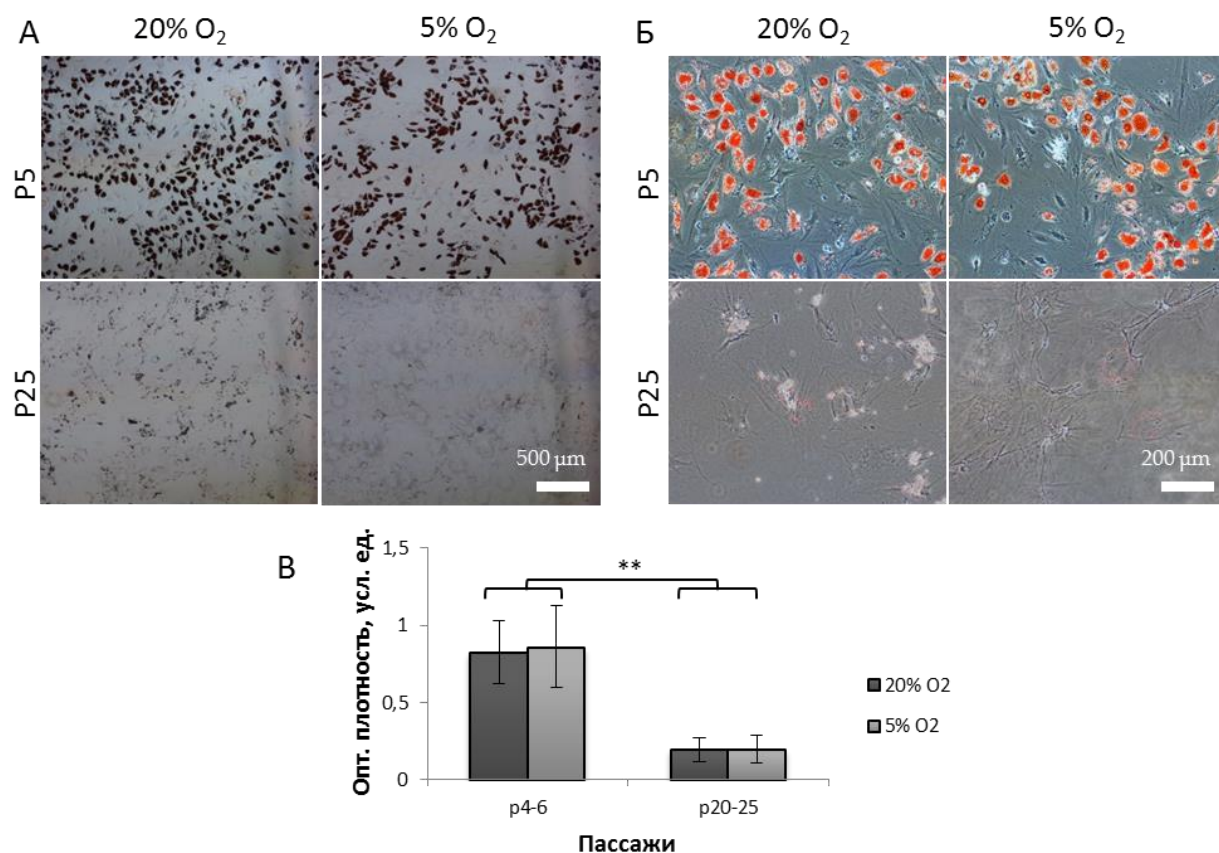 А
20% O₂
5% O₂
Б
20% O₂
5% O₂
P5
P5
P25
P25
500 µm
200 µm
В
Опт. плотность, усл. ед.
1,5
1
0,5
0
**
20% O2
5% O2
p4-6
p20-25
Пассажи